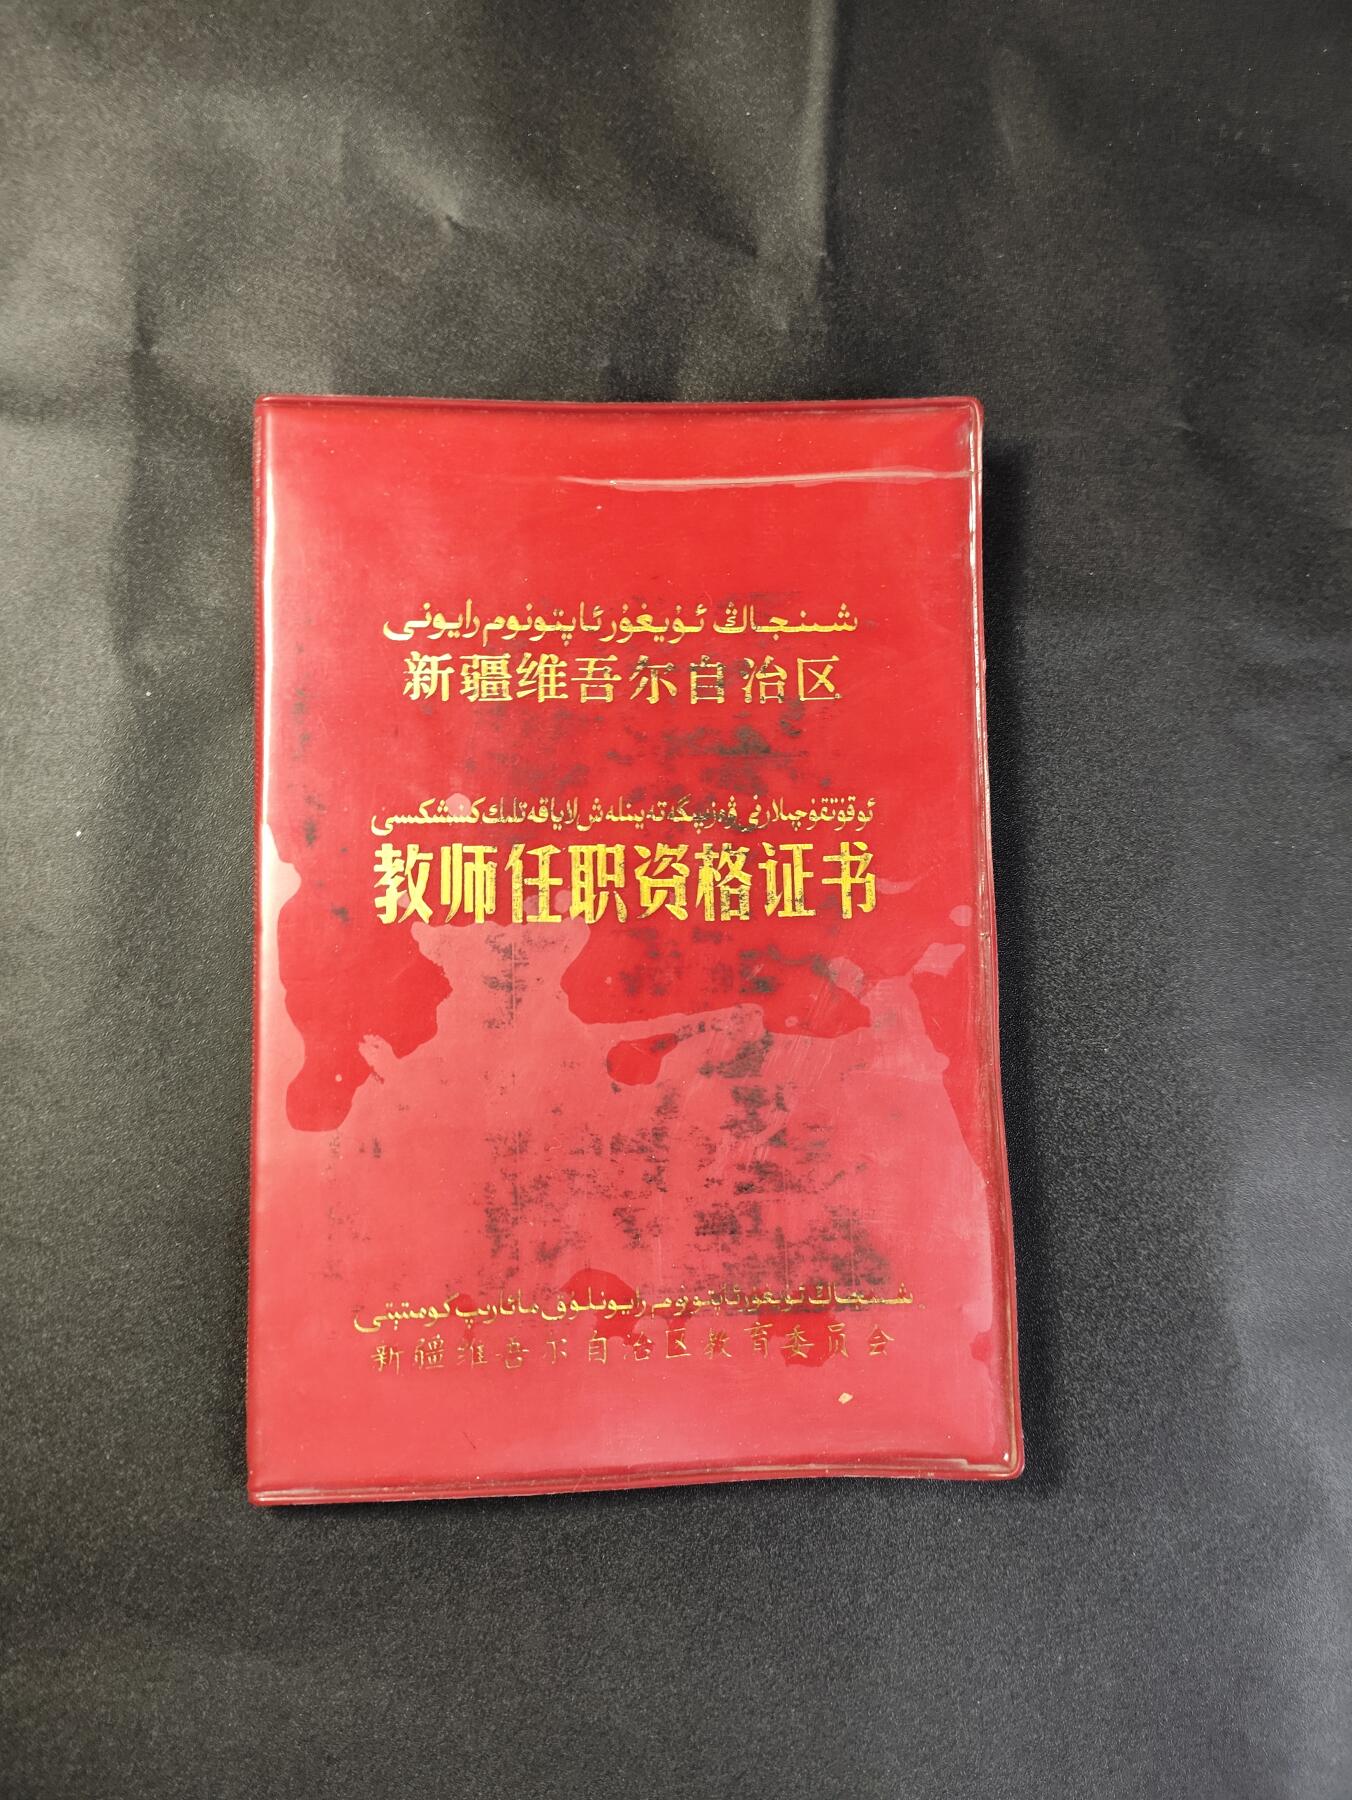 شىنجاڭ ئۇيغۇر ئاپتونوم رايونى
新疆维吾尔自治区
ئوقۇتقۇچىلارنى ۋەزىپىگە تەيىنلەش لاياقەتلىك كىنىشكىسى
教师任职资格证书
شىنجاڭ ئۇيغۇر ئاپتونوم رايونلۇق مائارىپ كومىتېتى
新疆维吾尔自治区教育委员会